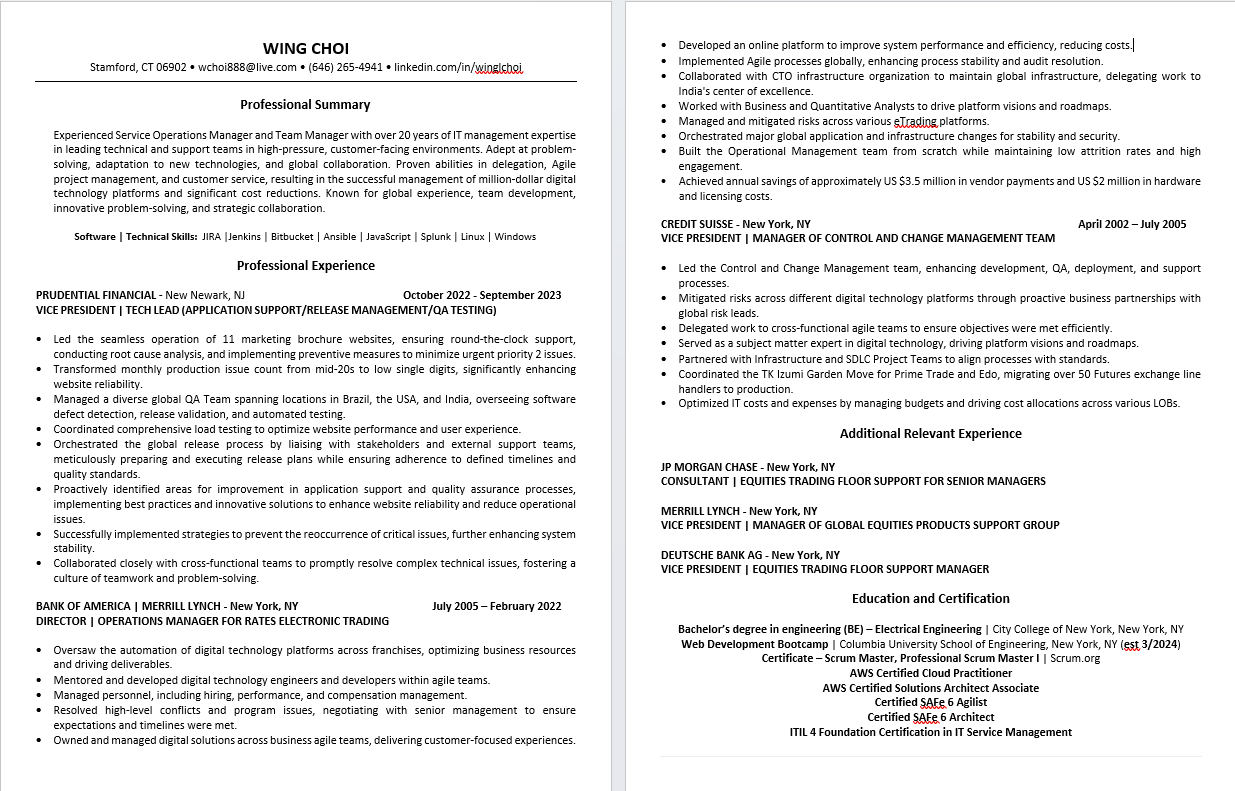 WING CHOI
Stamford, CT 06902 • wchoi888@live.com • (646) 265-4941 • linkedin.com/in/winglchoi
Professional Summary
Experienced Service Operations Manager and Team Manager with over 20 years of IT management expertise
in leading technical and support teams in high-pressure, customer-facing environments. Adept at problem-
solving, adaptation to new technologies, and global collaboration. Proven abilities in delegation, Agile
project management, and customer service, resulting in the successful management of million-dollar digital
technology platforms and significant cost reductions. Known for global experience, team development,
innovative problem-solving, and strategic collaboration.
Software | Technical Skills: JIRA |Jenkins | Bitbucket | Ansible | JavaScript | Splunk | Linux | Windows
Professional Experience
PRUDENTIAL FINANCIAL - New Newark, NJ October 2022 - September 2023
VICE PRESIDENT | TECH LEAD (APPLICATION SUPPORT/RELEASE MANAGEMENT/QA TESTING)
• Led the seamless operation of 11 marketing brochure websites, ensuring round-the-clock support,
conducting root cause analysis, and implementing preventive measures to minimize urgent priority 2 issues.
• Transformed monthly production issue count from mid-20s to low single digits, significantly enhancing
website reliability.
• Managed a diverse global QA Team spanning locations in Brazil, the USA, and India, overseeing software
defect detection, release validation, and automated testing.
• Coordinated comprehensive load testing to optimize website performance and user experience.
• Orchestrated the global release process by liaising with stakeholders and external support teams,
meticulously preparing and executing release plans while ensuring adherence to defined timelines and
quality standards.
• Proactively identified areas for improvement in application support and quality assurance processes,
implementing best practices and innovative solutions to enhance website reliability and reduce operational
issues.
• Successfully implemented strategies to prevent the reoccurrence of critical issues, further enhancing system
stability.
• Collaborated closely with cross-functional teams to promptly resolve complex technical issues, fostering a
culture of teamwork and problem-solving.
BANK OF AMERICA | MERRILL LYNCH - New York, NY July 2005 – February 2022
DIRECTOR | OPERATIONS MANAGER FOR RATES ELECTRONIC TRADING
• Oversaw the automation of digital technology platforms across franchises, optimizing business resources
and driving deliverables.
• Mentored and developed digital technology engineers and developers within agile teams.
• Managed personnel, including hiring, performance, and compensation management.
• Resolved high-level conflicts and program issues, negotiating with senior management to ensure
expectations and timelines were met.
• Owned and managed digital solutions across business agile teams, delivering customer-focused experiences.
• Developed an online platform to improve system performance and efficiency, reducing costs.
• Implemented Agile processes globally, enhancing process stability and audit resolution.
• Collaborated with CTO infrastructure organization to maintain global infrastructure, delegating work to
India's center of excellence.
• Worked with Business and Quantitative Analysts to drive platform visions and roadmaps.
• Managed and mitigated risks across various eTrading platforms.
• Orchestrated major global application and infrastructure changes for stability and security.
• Built the Operational Management team from scratch while maintaining low attrition rates and high
engagement.
• Achieved annual savings of approximately US $3.5 million in vendor payments and US $2 million in hardware
and licensing costs.
CREDIT SUISSE - New York, NY April 2002 – July 2005
VICE PRESIDENT | MANAGER OF CONTROL AND CHANGE MANAGEMENT TEAM
• Led the Control and Change Management team, enhancing development, QA, deployment, and support
processes.
• Mitigated risks across different digital technology platforms through proactive business partnerships with
global risk leads.
• Delegated work to cross-functional agile teams to ensure objectives were met efficiently.
• Served as a subject matter expert in digital technology, driving platform visions and roadmaps.
• Partnered with Infrastructure and SDLC Project Teams to align processes with standards.
• Coordinated the TK Izumi Garden Move for Prime Trade and Edo, migrating over 50 Futures exchange line
handlers to production.
• Optimized IT costs and expenses by managing budgets and driving cost allocations across various LOBs.
Additional Relevant Experience
JP MORGAN CHASE - New York, NY
CONSULTANT | EQUITIES TRADING FLOOR SUPPORT FOR SENIOR MANAGERS
MERRILL LYNCH - New York, NY
VICE PRESIDENT | MANAGER OF GLOBAL EQUITIES PRODUCTS SUPPORT GROUP
DEUTSCHE BANK AG - New York, NY
VICE PRESIDENT | EQUITIES TRADING FLOOR SUPPORT MANAGER
Education and Certification
Bachelor's degree in engineering (BE) – Electrical Engineering | City College of New York, New York, NY
Web Development Bootcamp | Columbia University School of Engineering, New York, NY (est 3/2024)
Certificate – Scrum Master, Professional Scrum Master I | Scrum.org
AWS Certified Cloud Practitioner
AWS Certified Solutions Architect Associate
Certified SAFe 6 Agilist
Certified SAFe 6 Architect
ITIL 4 Foundation Certification in IT Service Management